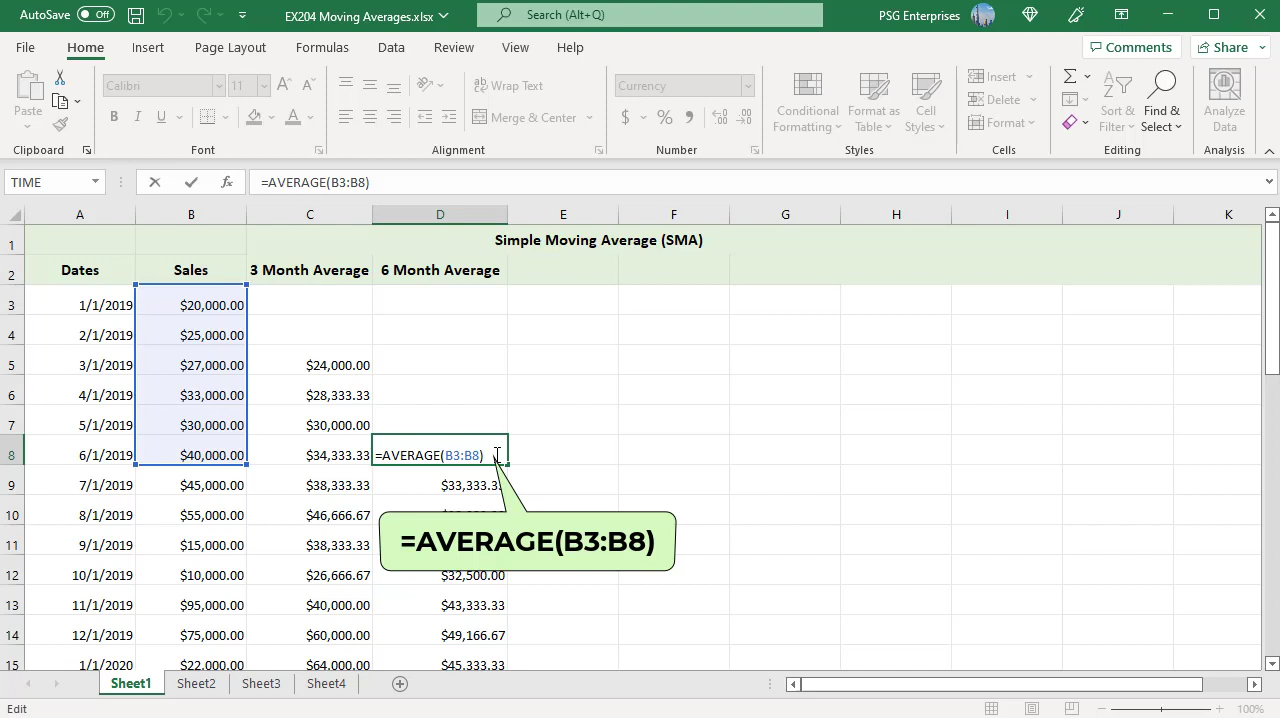 AutoSave Off EX204 Moving Averages.xlsx Search (Alt+Q) PSG Enterprises
File Home Insert Page Layout Formulas Data Review View Help Comments Share
Paste
Clipboard
Calibri 11
B I U A
Font
Wrap Text
Merge & Center
Alignment
Currency
$ % 9
Number
Conditional Formatting
Format as Table
Cell Styles
Styles
Insert
Delete
Format
Cells
Sort & Filter
Find & Select
Editing
Analyze Data
Analysis
TIME fx =AVERAGE(B3:B8)
A B C D E F G H I J K
1 Simple Moving Average (SMA)
2 Dates Sales 3 Month Average 6 Month Average
3 1/1/2019 $20,000.00
4 2/1/2019 $25,000.00
5 3/1/2019 $27,000.00 $24,000.00
6 4/1/2019 $33,000.00 $28,333.33
7 5/1/2019 $30,000.00 $30,000.00
8 6/1/2019 $40,000.00 $34,333.33 =AVERAGE(B3:B8)
9 7/1/2019 $45,000.00 $38,333.33 $33,333.33
10 8/1/2019 $55,000.00 $46,666.67
=AVERAGE(B3:B8)
11 9/1/2019 $15,000.00 $38,333.33
12 10/1/2019 $10,000.00 $26,666.67 $32,500.00
13 11/1/2019 $95,000.00 $40,000.00 $43,333.33
14 12/1/2019 $75,000.00 $60,000.00 $49,166.67
15 1/1/2020 $22,000.00 $64,000.00 $45,333.33
Sheet1 Sheet2 Sheet3 Sheet4
Edit 100%